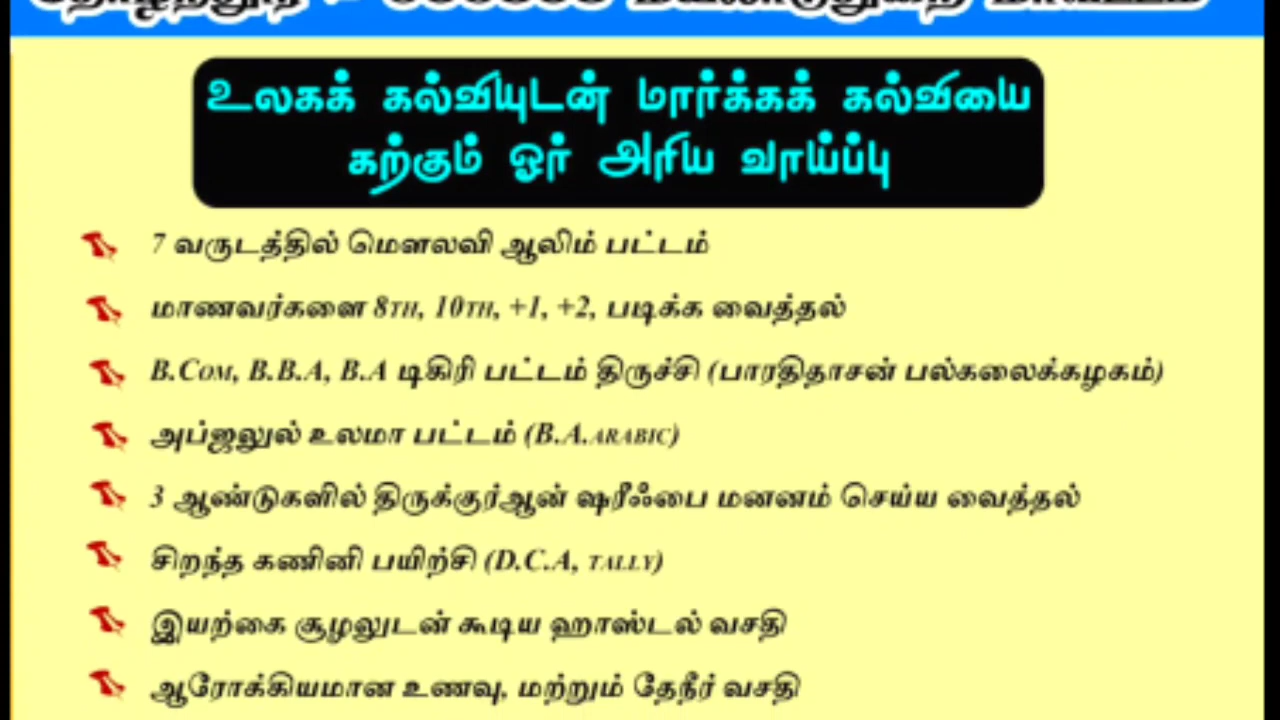 உலகக் கல்வியுடன் மார்க்கக் கல்வியை
கற்கும் ஓர் அரிய வாய்ப்பு
7 வருடத்தில் மௌலவி ஆலிம் பட்டம்
மாணவர்களை 8TH, 10TH, +1, +2, படிக்க வைத்தல்
B.COM, B.B.A, B.A டிகிரி பட்டம் திருச்சி (பாரதிதாசன் பல்கலைக்கழகம்)
அப்ஜலுல் உலமா பட்டம் (B.A.ARABIC)
3 ஆண்டுகளில் திருக்குர்ஆன் ஷரீஃபை மனனம் செய்ய வைத்தல்
சிறந்த கணினி பயிற்சி (D.C.A, TALLY)
இயற்கை சூழலுடன் கூடிய ஹாஸ்டல் வசதி
ஆரோக்கியமான உணவு, மற்றும் தேநீர் வசதி